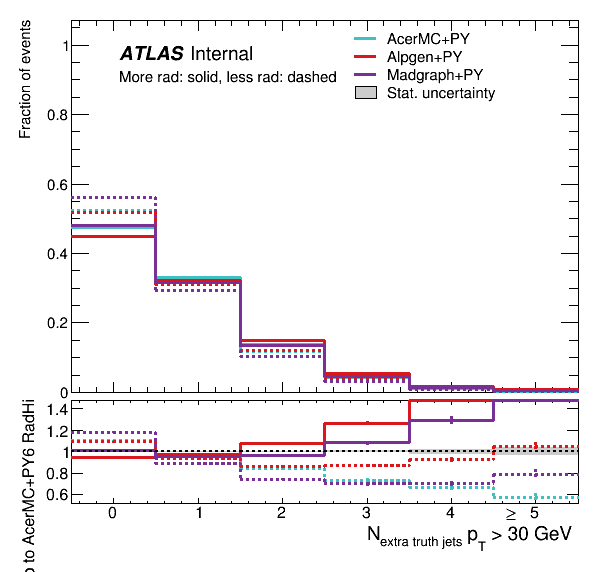 Fraction of events
1
0.8
0.6
0.4
0.2
0
ATLAS Internal
More rad: solid, less rad: dashed
AcerMC+PY
Alpgen+PY
Madgraph+PY
Stat. uncertainty
to AcerMC+PY6 RadHi
1.4
1.2
1
0.8
0.6
0 1 2 3 4 ≥ 5
N extra truth jets p T > 30 GeV